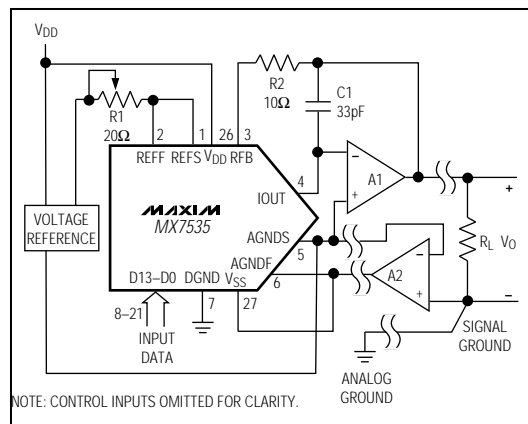 VDD
R1
20Ω
R2
10Ω
C1
33pF
2 1 26 3
REFF REFS VDD RFB
4
IOUT
A1
+
−
+
−
MAXIM
MX7535
VOLTAGE
REFERENCE
AGNDS
5
AGNDF
6
A2
−
+
RL VO
D13–D0 DGND VSS
8–21
7
27
INPUT
DATA
−
SIGNAL
GROUND
ANALOG
GROUND
NOTE: CONTROL INPUTS OMITTED FOR CLARITY.